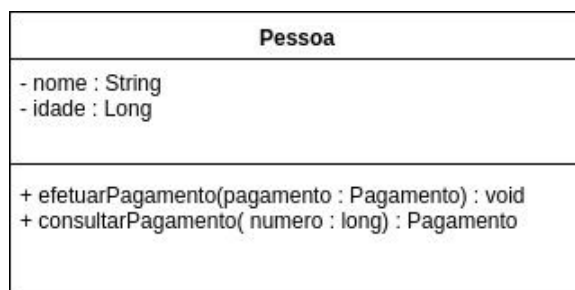 Pessoa
- nome : String
- idade : Long
+ efetuarPagamento(pagamento : Pagamento) : void
+ consultarPagamento( numero : long) : Pagamento